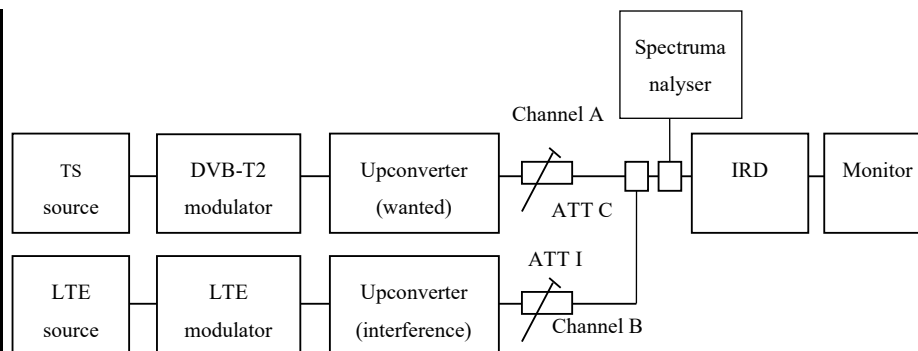 Spectruma
nalyser
Channel A
TS
source
DVB-T2
modulator
Upconverter
(wanted)
ATT C
IRD
Monitor
LTE
source
LTE
modulator
Upconverter
(interference)
ATT I
Channel B